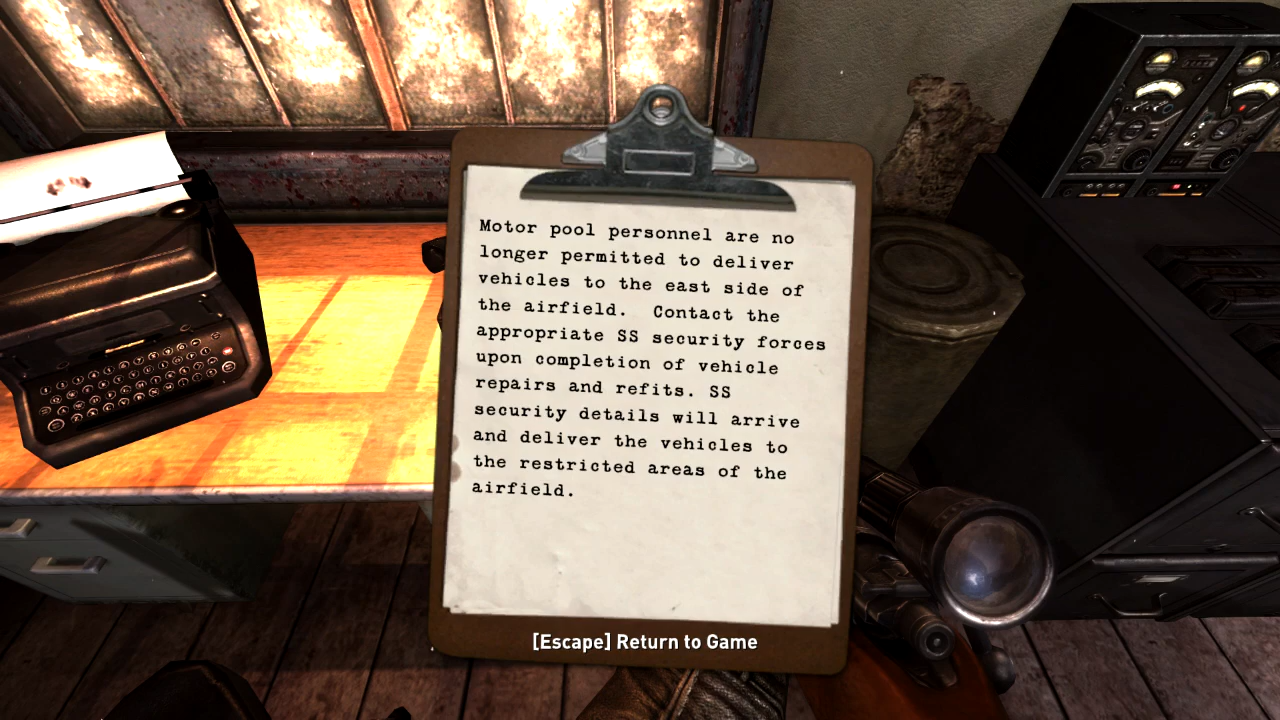 Motor pool personnel are no
longer permitted to deliver
vehicles to the east side of
the airfield.  Contact the
appropriate SS security forces
upon completion of vehicle
repairs and refits. SS
security details will arrive
and deliver the vehicles to
the restricted areas of the
airfield.
[Escape] Return to Game